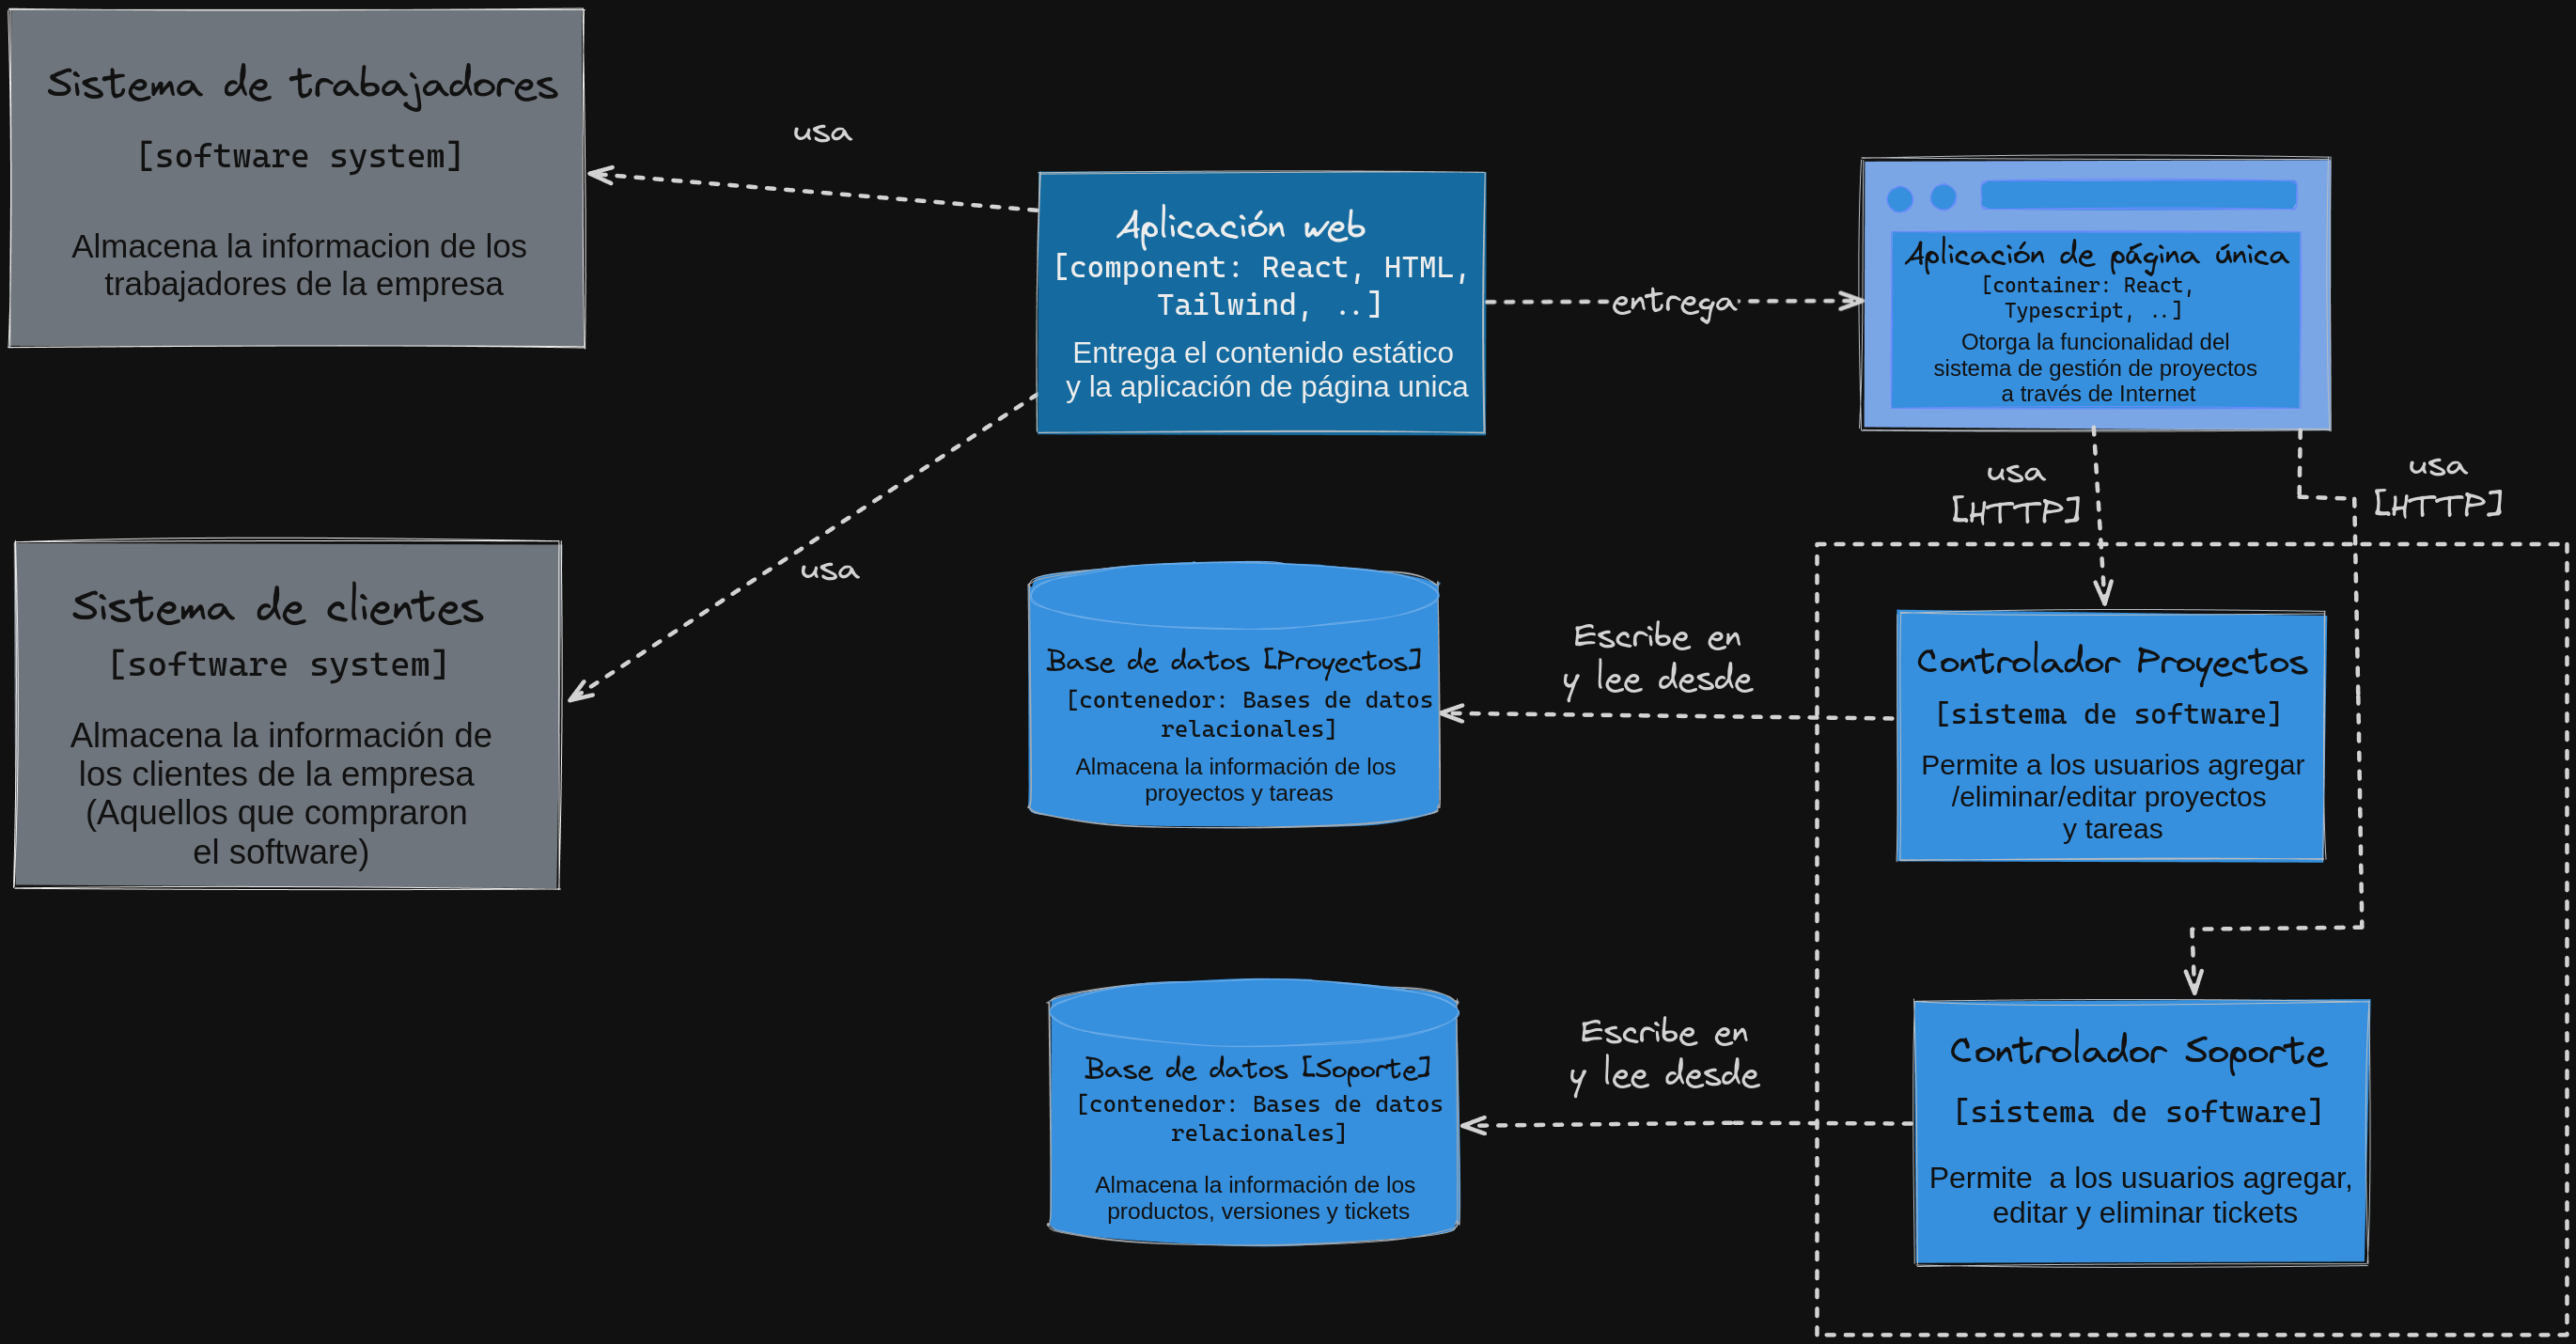 Sistema de trabajadores
[software system]
Almacena la informacion de los
trabajadores de la empresa
usa
Aplicación web
[component: React, HTML,
Tailwind, ..]
Entrega el contenido estático
y la aplicación de página unica
entrega
Aplicación de página única
[container: React,
Typescript, ..]
Otorga la funcionalidad del
sistema de gestión de proyectos
a través de Internet
usa
[HTTP]
usa
[HTTP]
usa
Sistema de clientes
[software system]
Almacena la información de
los clientes de la empresa
(Aquellos que compraron
el software)
Base de datos [Proyectos]
[contenedor: Bases de datos
relacionales]
Almacena la información de los
proyectos y tareas
Escribe en
y lee desde
Controlador Proyectos
[sistema de software]
Permite a los usuarios agregar
/eliminar/editar proyectos
y tareas
Base de datos [Soporte]
[contenedor: Bases de datos
relacionales]
Almacena la información de los
productos, versiones y tickets
Escribe en
y lee desde
Controlador Soporte
[sistema de software]
Permite  a los usuarios agregar,
editar y eliminar tickets